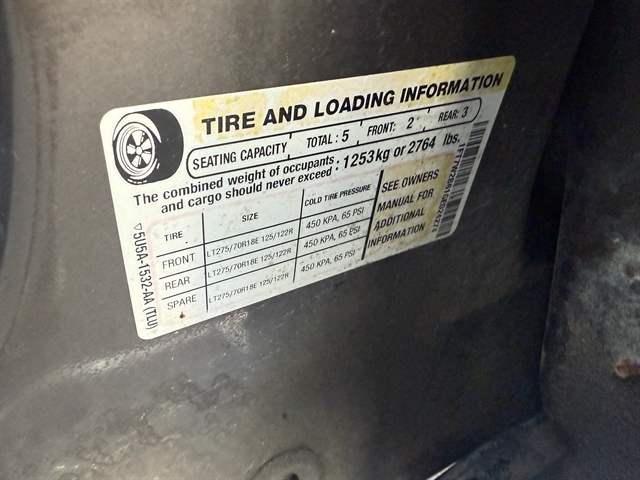 TIRE AND LOADING INFORMATION
SEATING CAPACITY TOTAL: 5 FRONT: 2 REAR: 3
The combined weight of occupants and cargo should never exceed : 1253 kg or 2764 lbs.
TIRE SIZE COLD TIRE PRESSURE
FRONT LT275/70R18E 125/122R 450 KPA, 65 PSI
REAR LT275/70R18E 125/122R 450 KPA, 65 PSI
SPARE LT275/70R18E 125/122R 450 KPA, 65 PSI
SEE OWNERS
MANUAL FOR
ADDITIONAL
INFORMATION
5U5A-1532-AA (TLU)